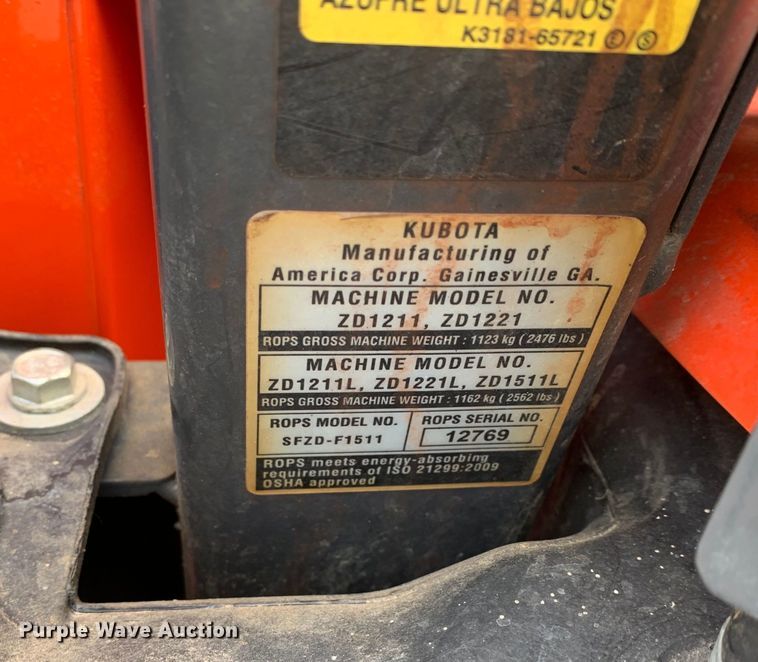 AZUFRE ULTRA BAJOS
K3181-65721 Ⓔ/Ⓢ
KUBOTA
Manufacturing of
America Corp. Gainesville GA.
MACHINE MODEL NO.
ZD1211, ZD1221
ROPS GROSS MACHINE WEIGHT : 1123 kg ( 2476 lbs )
MACHINE MODEL NO.
ZD1211L, ZD1221L, ZD1511L
ROPS GROSS MACHINE WEIGHT : 1162 kg ( 2562 lbs )
ROPS MODEL NO. ROPS SERIAL NO.
SFZD-F1511 12769
ROPS meets energy-absorbing
requirements of ISO 21299:2009
OSHA approved
Purple Wave Auction